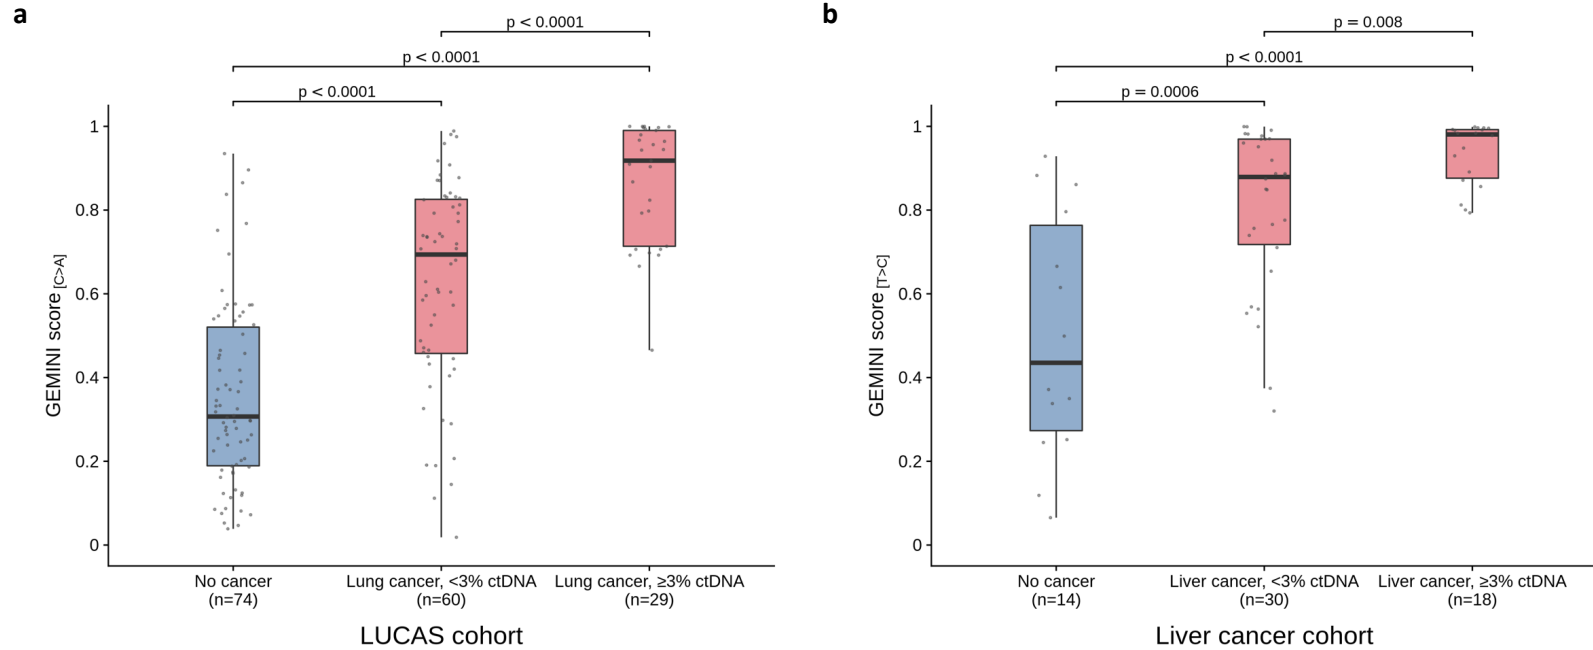 a
p < 0.0001
p < 0.0001
p < 0.0001
1
0.8
0.6
0.4
0.2
0
GEMINI score [C>A]
No cancer
(n=74)
Lung cancer, <3% ctDNA
(n=60)
Lung cancer, ≥3% ctDNA
(n=29)
LUCAS cohort
b
p = 0.008
p < 0.0001
p = 0.0006
1
0.8
0.6
0.4
0.2
0
GEMINI score [T>C]
No cancer
(n=14)
Liver cancer, <3% ctDNA
(n=30)
Liver cancer, ≥3% ctDNA
(n=18)
Liver cancer cohort